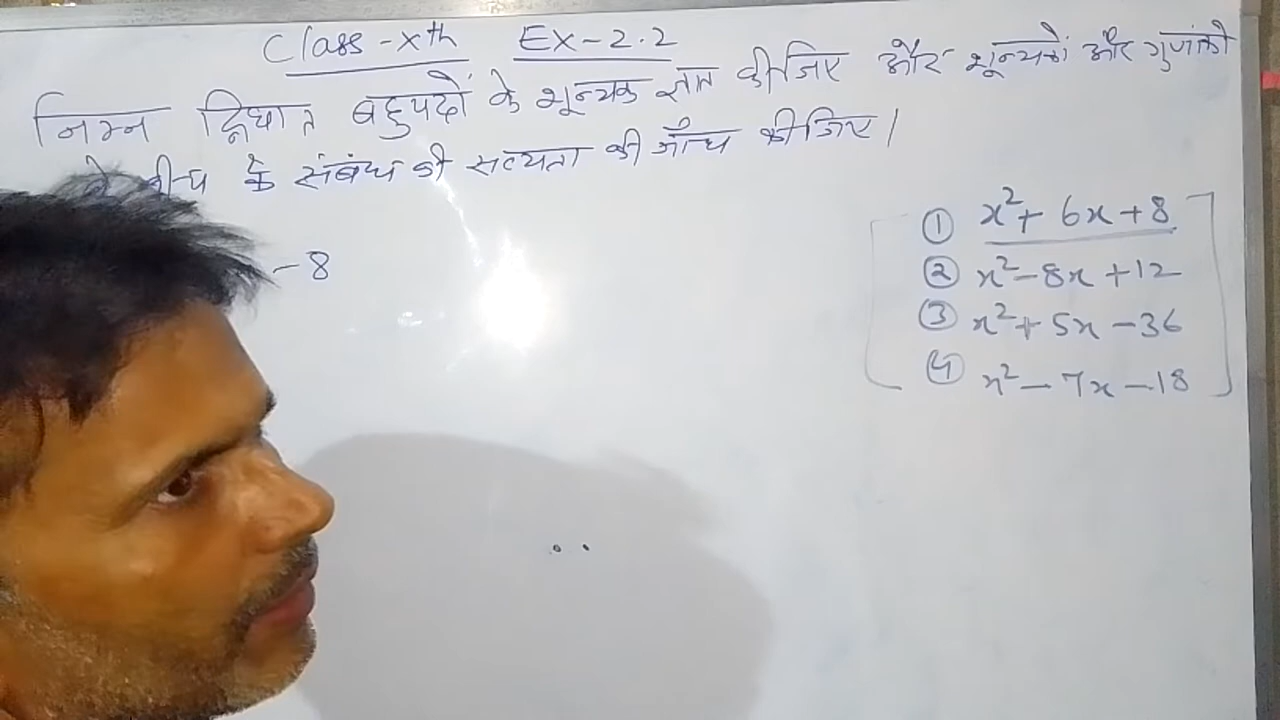 Class-Xth EX-2.2
निम्न द्विघात बहुपदों के शून्यक ज्ञात कीजिए और शून्यकों और गुणांको
के बीच के संबंध की सत्यता की जाँच कीजिए।
-8
① x²+ 6x+8
② x²-8x+12
③ x²+5x-36
④ x²-7x-18